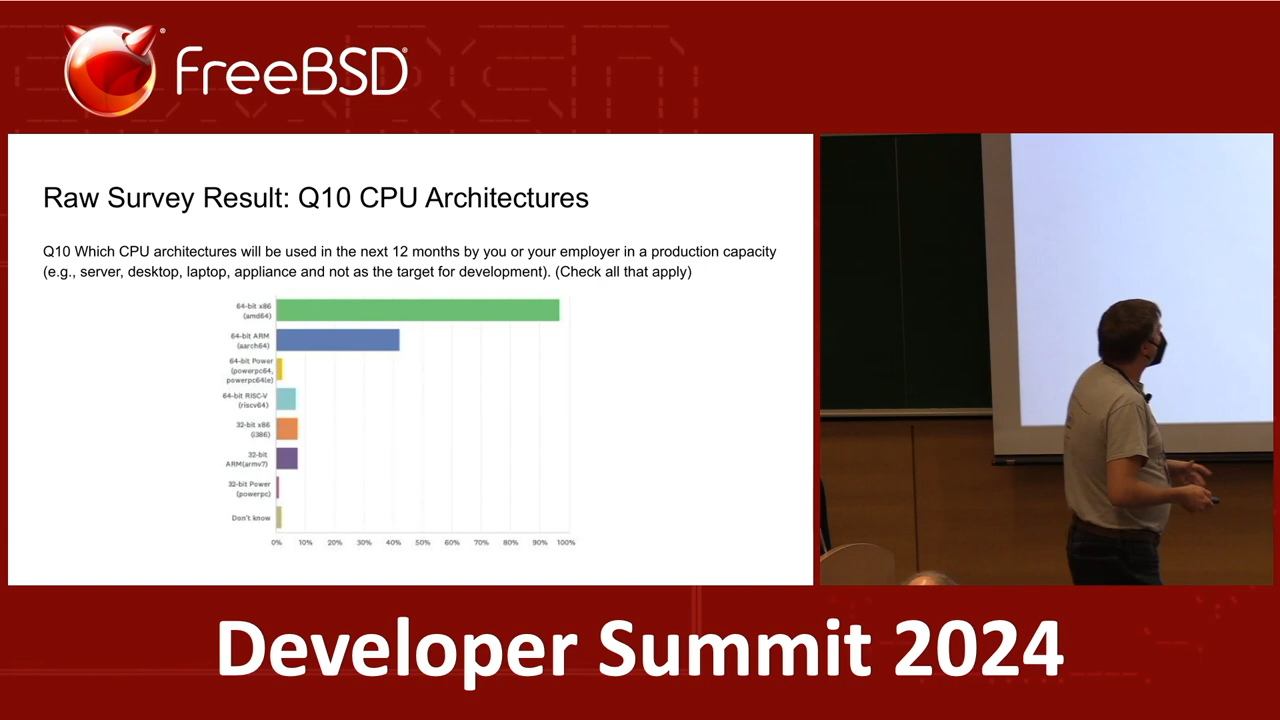 FreeBSD®
Raw Survey Result: Q10 CPU Architectures
Q10 Which CPU architectures will be used in the next 12 months by you or your employer in a production capacity
(e.g., server, desktop, laptop, appliance and not as the target for development). (Check all that apply)
64-bit x86
(amd64)
64-bit ARM
(aarch64)
64-bit Power
(powerpc64,
powerpc64le)
64-bit RISC-V
(riscv64)
32-bit x86
(i386)
32-bit
ARM(armv7)
32-bit Power
(powerpc)
Don't know
0% 10% 20% 30% 40% 50% 60% 70% 80% 90% 100%
Developer Summit 2024